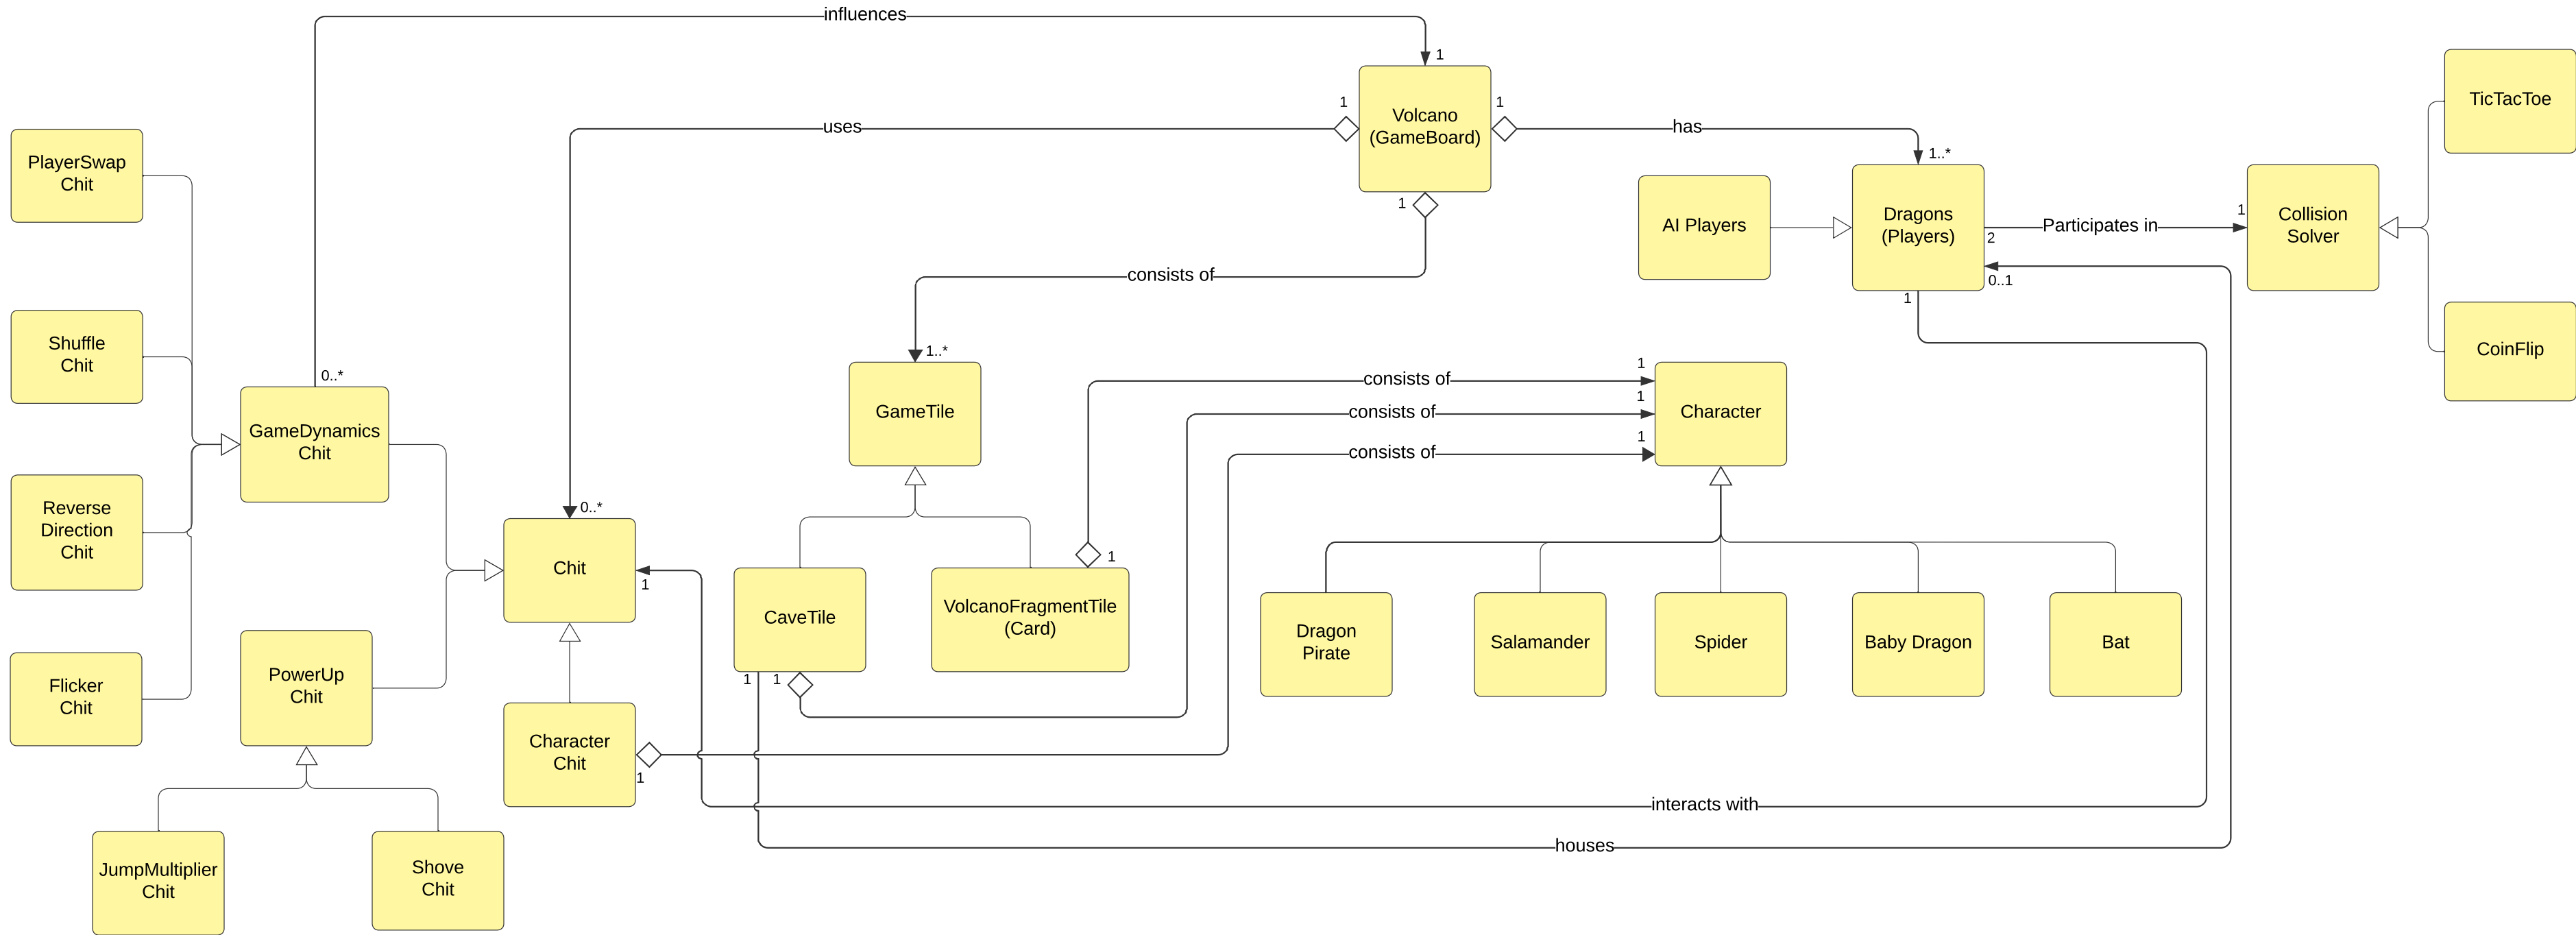 influences
1
1
uses
1
Volcano
(GameBoard)
1
has
1..*
TicTacToe
PlayerSwap
Chit
1
AI Players
Dragons
(Players)
2
Participates in
1
Collision
Solver
consists of
0..1
1
Shuffle
Chit
0..*
1..*
CoinFlip
GameDynamics
Chit
GameTile
consists of
1
consists of
1
consists of
1
Character
Reverse
Direction
Chit
0..*
Chit
1
1
CaveTile
VolcanoFragmentTile
(Card)
Dragon
Pirate
Salamander
Spider
Baby Dragon
Bat
Flicker
Chit
PowerUp
Chit
1
1
Character
Chit
1
interacts with
houses
JumpMultiplier
Chit
Shove
Chit